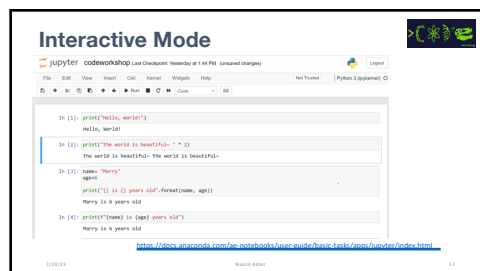 Interactive Mode
jupyter codeworkshop Last Checkpoint: Yesterday at 1:44 PM (unsaved changes)
Logout
File Edit View Insert Cell Kernel Widgets Help
Not Trusted
Python 3 (ipykernel)
Run
Code
In [1]: print("Hello, World!")
Hello, World!
In [2]: print("the world is beautiful~ " * 2)
the world is beautiful~ the world is beautiful~
In [3]: name= "Marry"
age=6
print("{} is {} years old".format(name, age))
Marry is 6 years old
In [4]: print(f"{name} is {age} years old")
Marry is 6 years old
https://docs.anaconda.com/ae-notebooks/user-guide/basic-tasks/apps/jupyter/index.html
7/20/23
Nasrin Akter
17